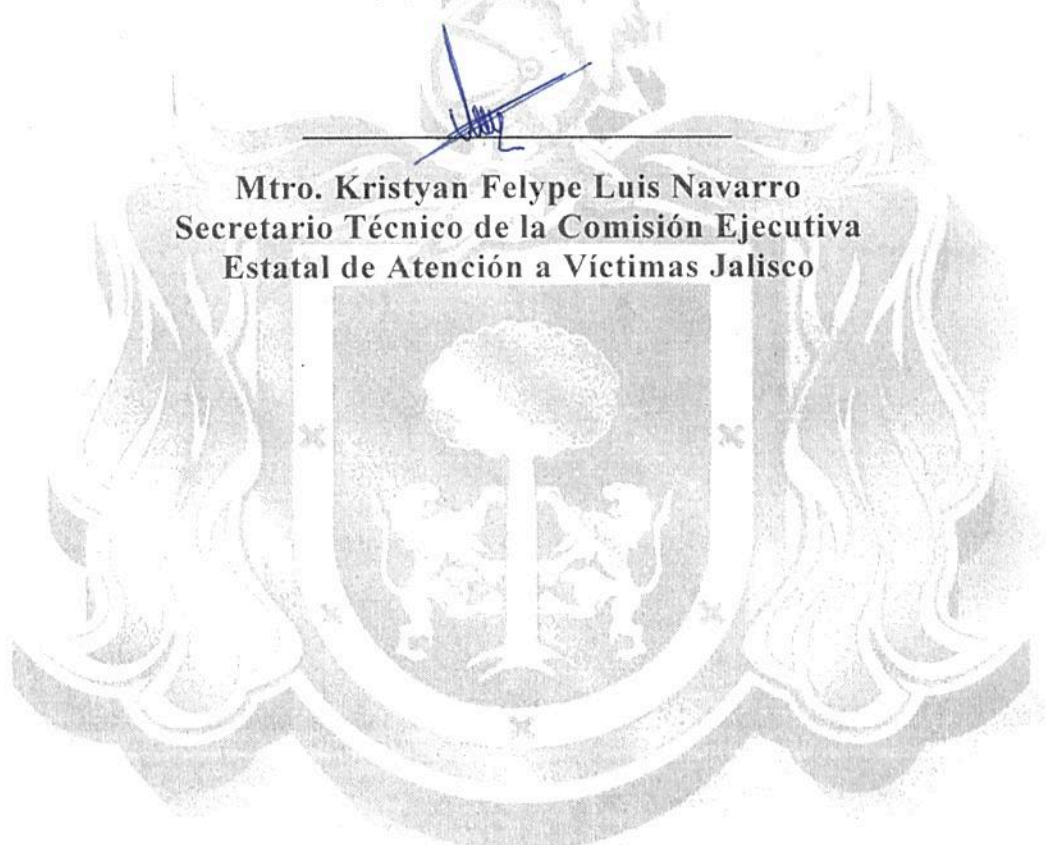 Mtro. Kristyan Felype Luis Navarro
Secretario Técnico de la Comisión Ejecutiva
Estatal de Atención a Víctimas Jalisco